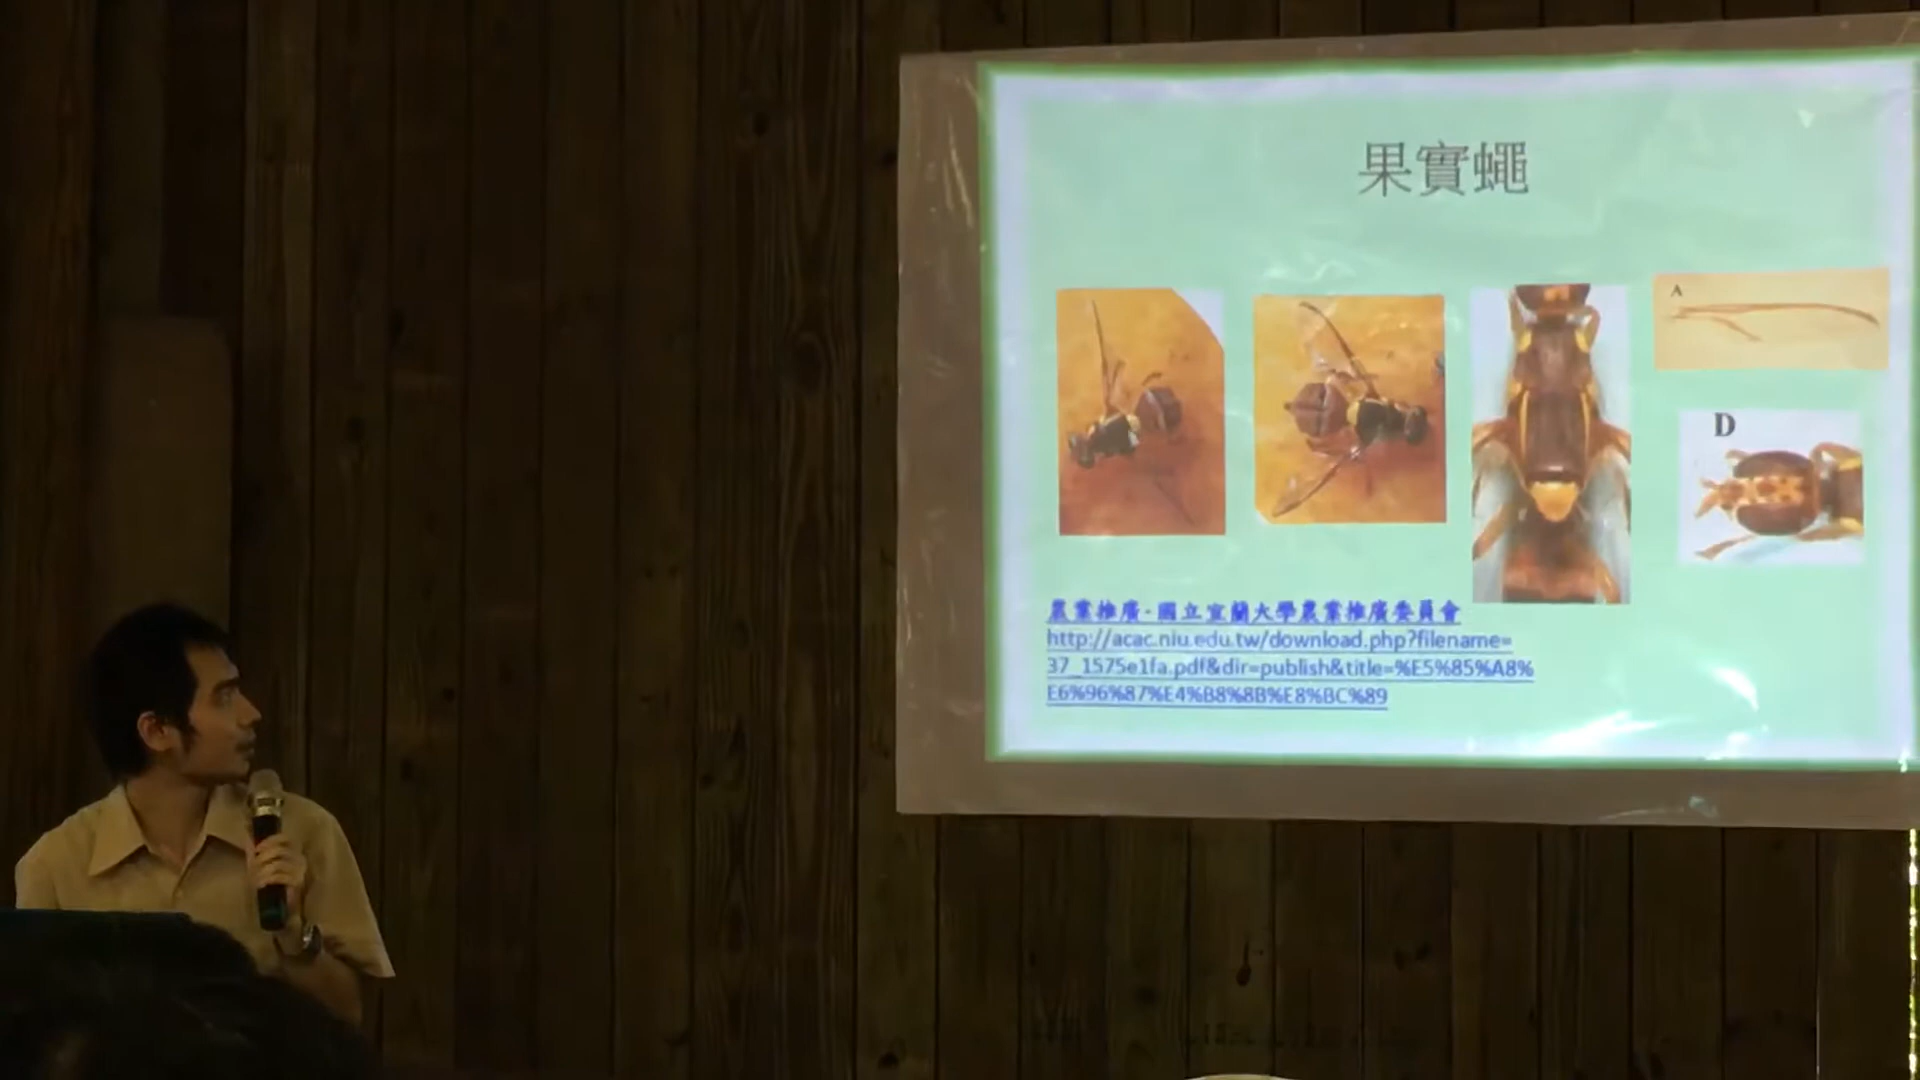 果實蠅
A
D
農業推廣-國立宜蘭大學農業推廣委員會
http://acac.niu.edu.tw/download.php?filename=
37_1575e1fa.pdf&dir=publish&title=%E5%85%A8%
E6%96%87%E4%B8%8B%E8%BC%89